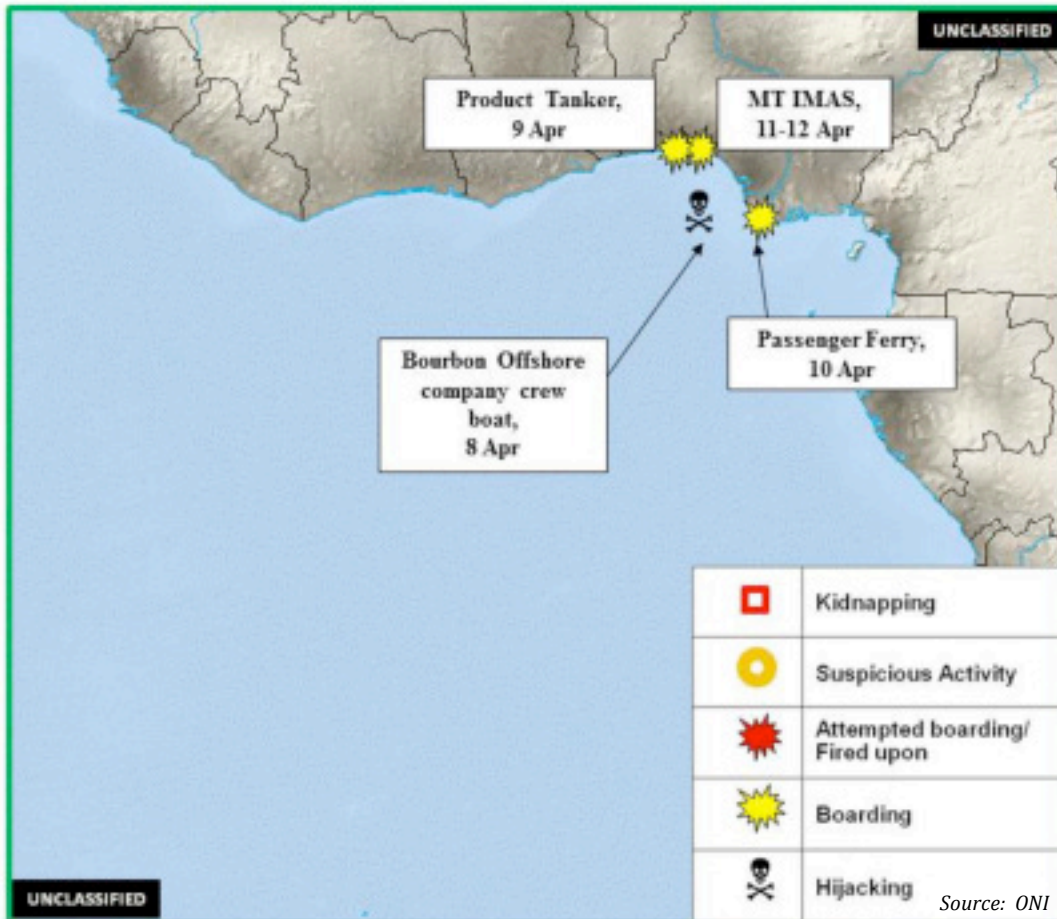 UNCLASSIFIED
Product Tanker,
9 Apr
MT IMAS,
11-12 Apr
Bourbon Offshore
company crew
boat,
8 Apr
Passenger Ferry,
10 Apr
Kidnapping
Suspicious Activity
Attempted boarding/
Fired upon
Boarding
Hijacking
Source: ONI
UNCLASSIFIED